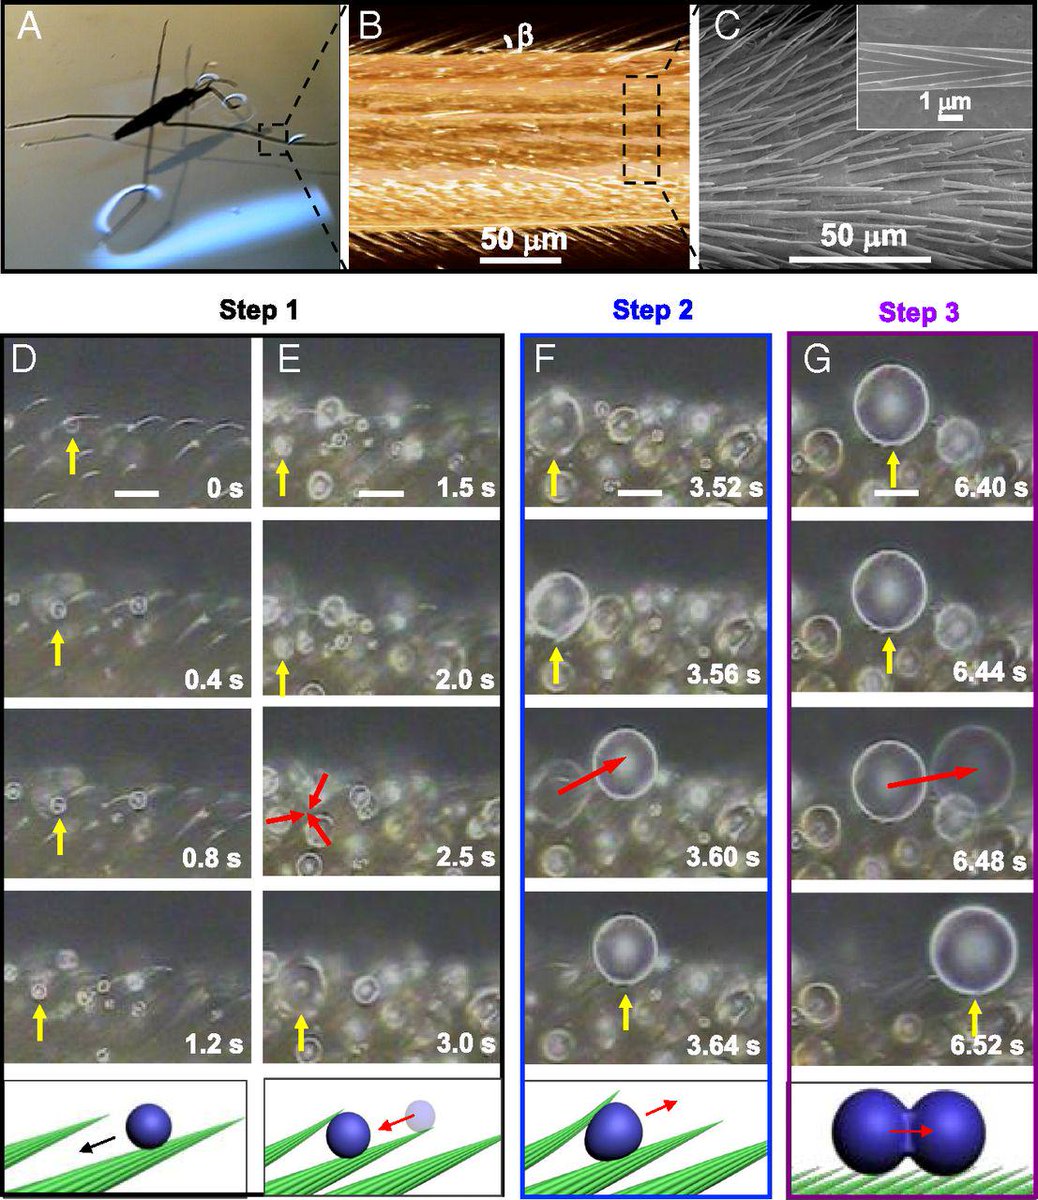 A
B
β
C
1 μm
50 μm
50 μm
Step 1
Step 2
Step 3
D
E
F
G
0 s
1.5 s
3.52 s
6.40 s
0.4 s
2.0 s
3.56 s
6.44 s
0.8 s
2.5 s
3.60 s
6.48 s
1.2 s
3.0 s
3.64 s
6.52 s